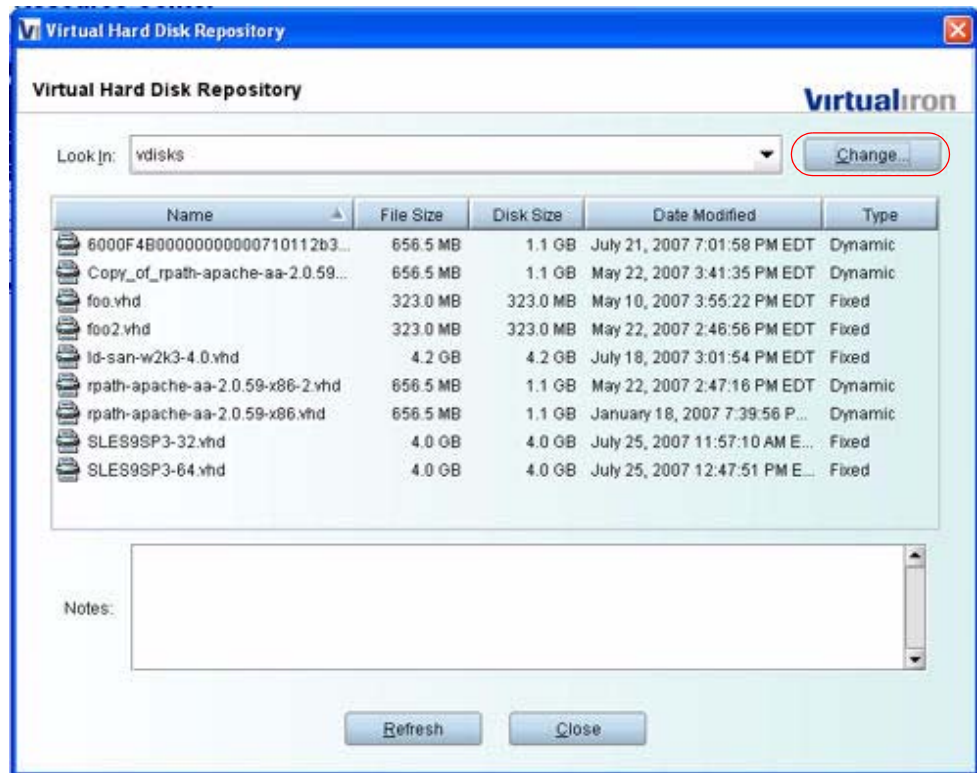 Virtual Hard Disk Repository
Virtual Hard Disk Repository
Virtualiron
Look In: vdisks Change...
Name File Size Disk Size Date Modified Type
6000F4B00000000000710112b3... 656.5 MB 1.1 GB July 21, 2007 7:01:58 PM EDT Dynamic
Copy_of_rpath-apache-aa-2.0.59... 656.5 MB 1.1 GB May 22, 2007 3:41:35 PM EDT Dynamic
foo.vhd 323.0 MB 323.0 MB May 10, 2007 3:55:22 PM EDT Fixed
foo2.vhd 323.0 MB 323.0 MB May 22, 2007 2:46:56 PM EDT Fixed
ld-san-w2k3-4.0.vhd 4.2 GB 4.2 GB July 18, 2007 3:01:54 PM EDT Fixed
rpath-apache-aa-2.0.59-x86-2.vhd 656.5 MB 1.1 GB May 22, 2007 2:47:16 PM EDT Dynamic
rpath-apache-aa-2.0.59-x86.vhd 656.5 MB 1.1 GB January 18, 2007 7:39:56 P... Dynamic
SLES9SP3-32.vhd 4.0 GB 4.0 GB July 25, 2007 11:57:10 AM E... Fixed
SLES9SP3-64.vhd 4.0 GB 4.0 GB July 25, 2007 12:47:51 PM E... Fixed
Notes:
Refresh Close